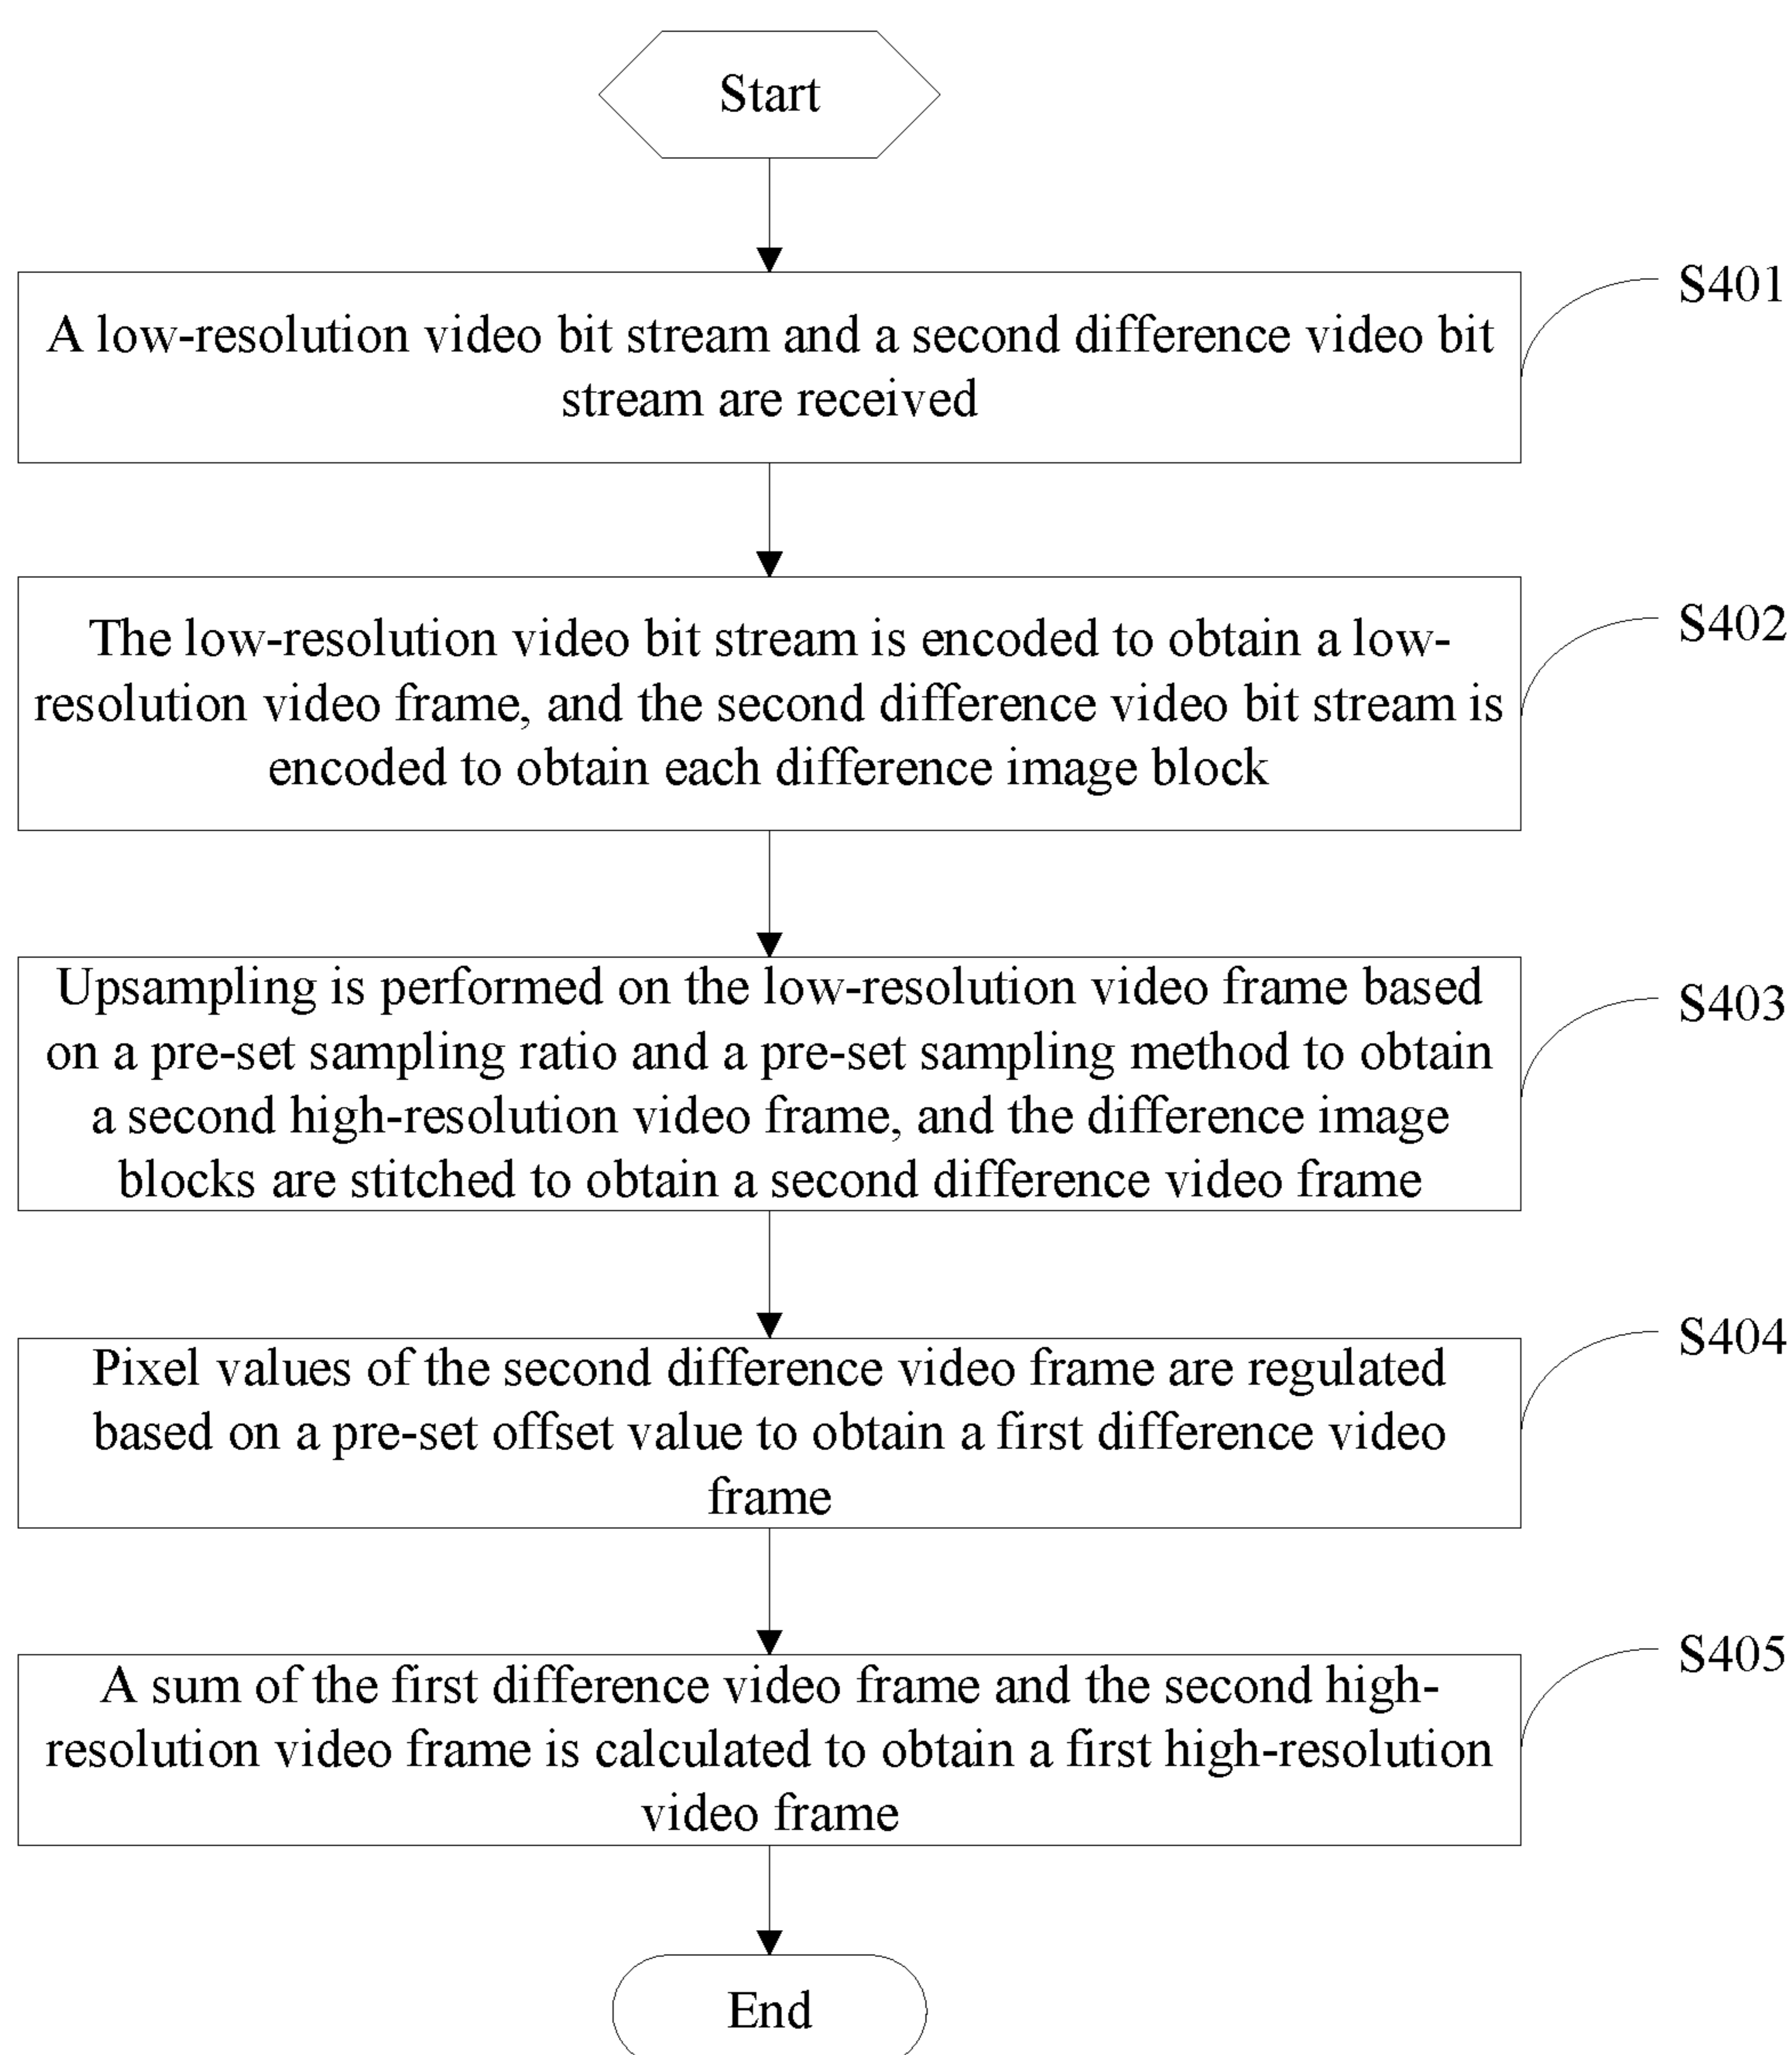 Start
A low-resolution video bit stream and a second difference video bit
stream are received
S401
The low-resolution video bit stream is encoded to obtain a low-
resolution video frame, and the second difference video bit stream is
encoded to obtain each difference image block
S402
Upsampling is performed on the low-resolution video frame based
on a pre-set sampling ratio and a pre-set sampling method to obtain
a second high-resolution video frame, and the difference image
blocks are stitched to obtain a second difference video frame
S403
Pixel values of the second difference video frame are regulated
based on a pre-set offset value to obtain a first difference video
frame
S404
A sum of the first difference video frame and the second high-
resolution video frame is calculated to obtain a first high-resolution
video frame
S405
End